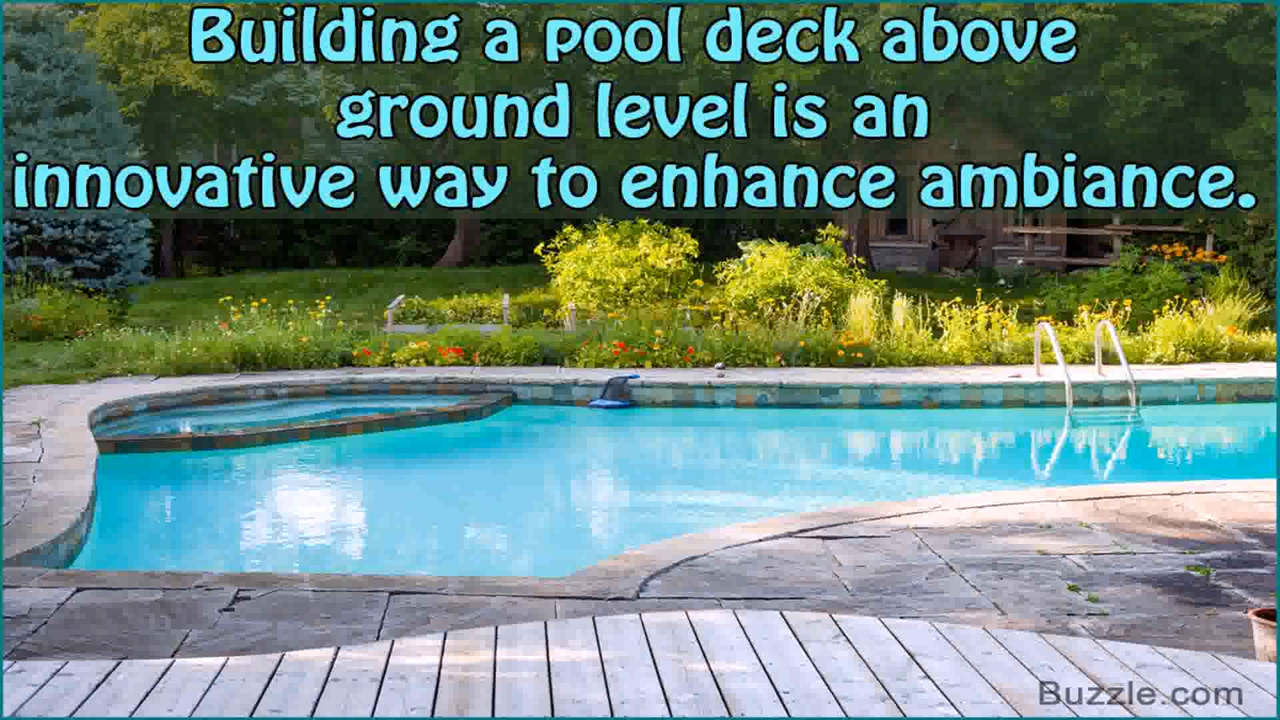 Building a pool deck above
ground level is an
innovative way to enhance ambiance.
Buzzle.com